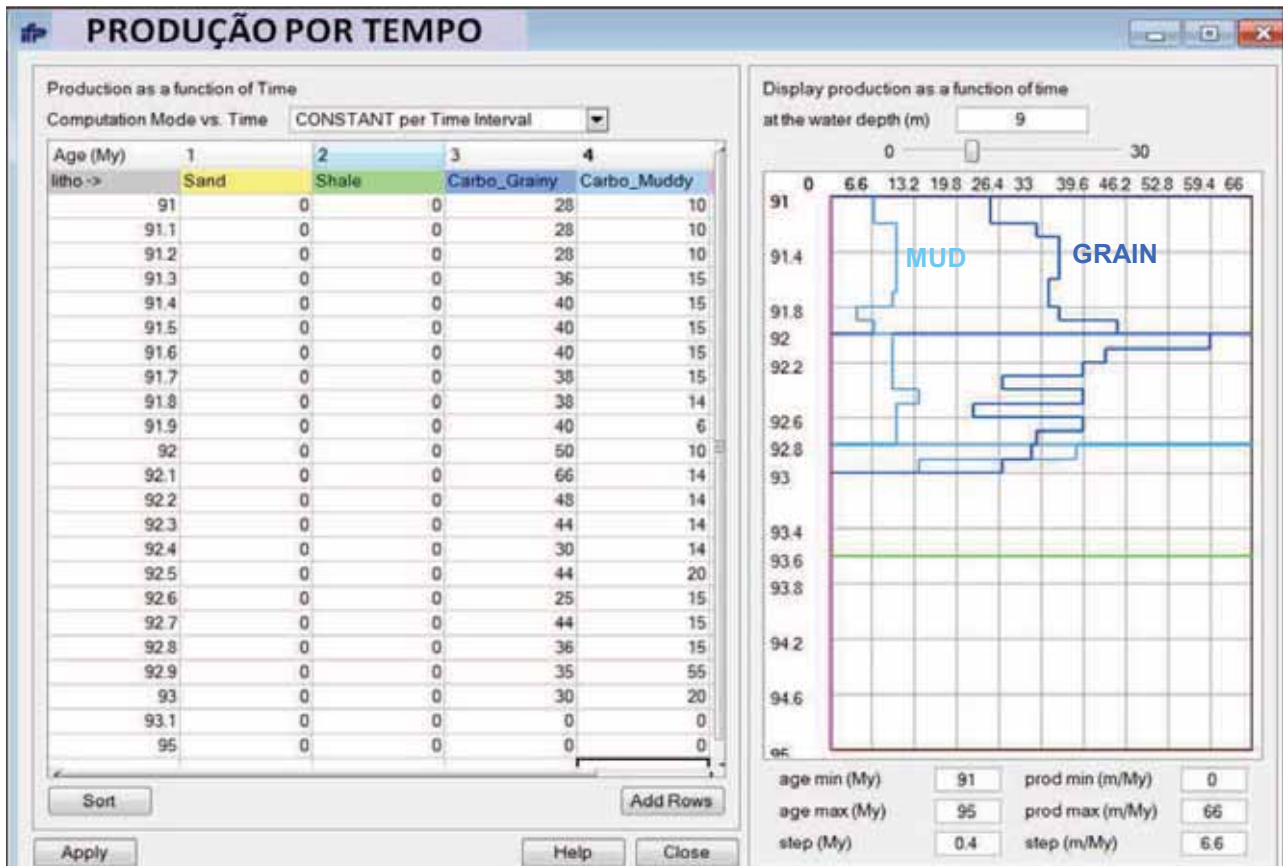 ifp PRODUÇÃO POR TEMPO
Production as a function of Time
Computation Mode vs. Time CONSTANT per Time Interval
Age (My) 1 2 3 4
litho -> Sand Shale Carbo_Grainy Carbo_Muddy
91 0 0 28 10
91.1 0 0 28 10
91.2 0 0 28 10
91.3 0 0 36 15
91.4 0 0 40 15
91.5 0 0 40 15
91.6 0 0 40 15
91.7 0 0 38 15
91.8 0 0 38 14
91.9 0 0 40 6
92 0 0 50 10
92.1 0 0 66 14
92.2 0 0 48 14
92.3 0 0 44 14
92.4 0 0 30 14
92.5 0 0 44 20
92.6 0 0 25 15
92.7 0 0 44 15
92.8 0 0 36 15
92.9 0 0 35 55
93 0 0 30 20
93.1 0 0 0 0
95 0 0 0 0
Sort Add Rows
Apply Help Close
Display production as a function of time
at the water depth (m) 9
0 30
0 6.6 13.2 19.8 26.4 33 39.6 46.2 52.8 59.4 66
91
91.4
MUD GRAIN
91.8
92
92.2
92.6
92.8
93
93.4
93.6
93.8
94.2
94.6
95
age min (My) 91 prod min (m/My) 0
age max (My) 95 prod max (m/My) 66
step (My) 0.4 step (m/My) 6.6